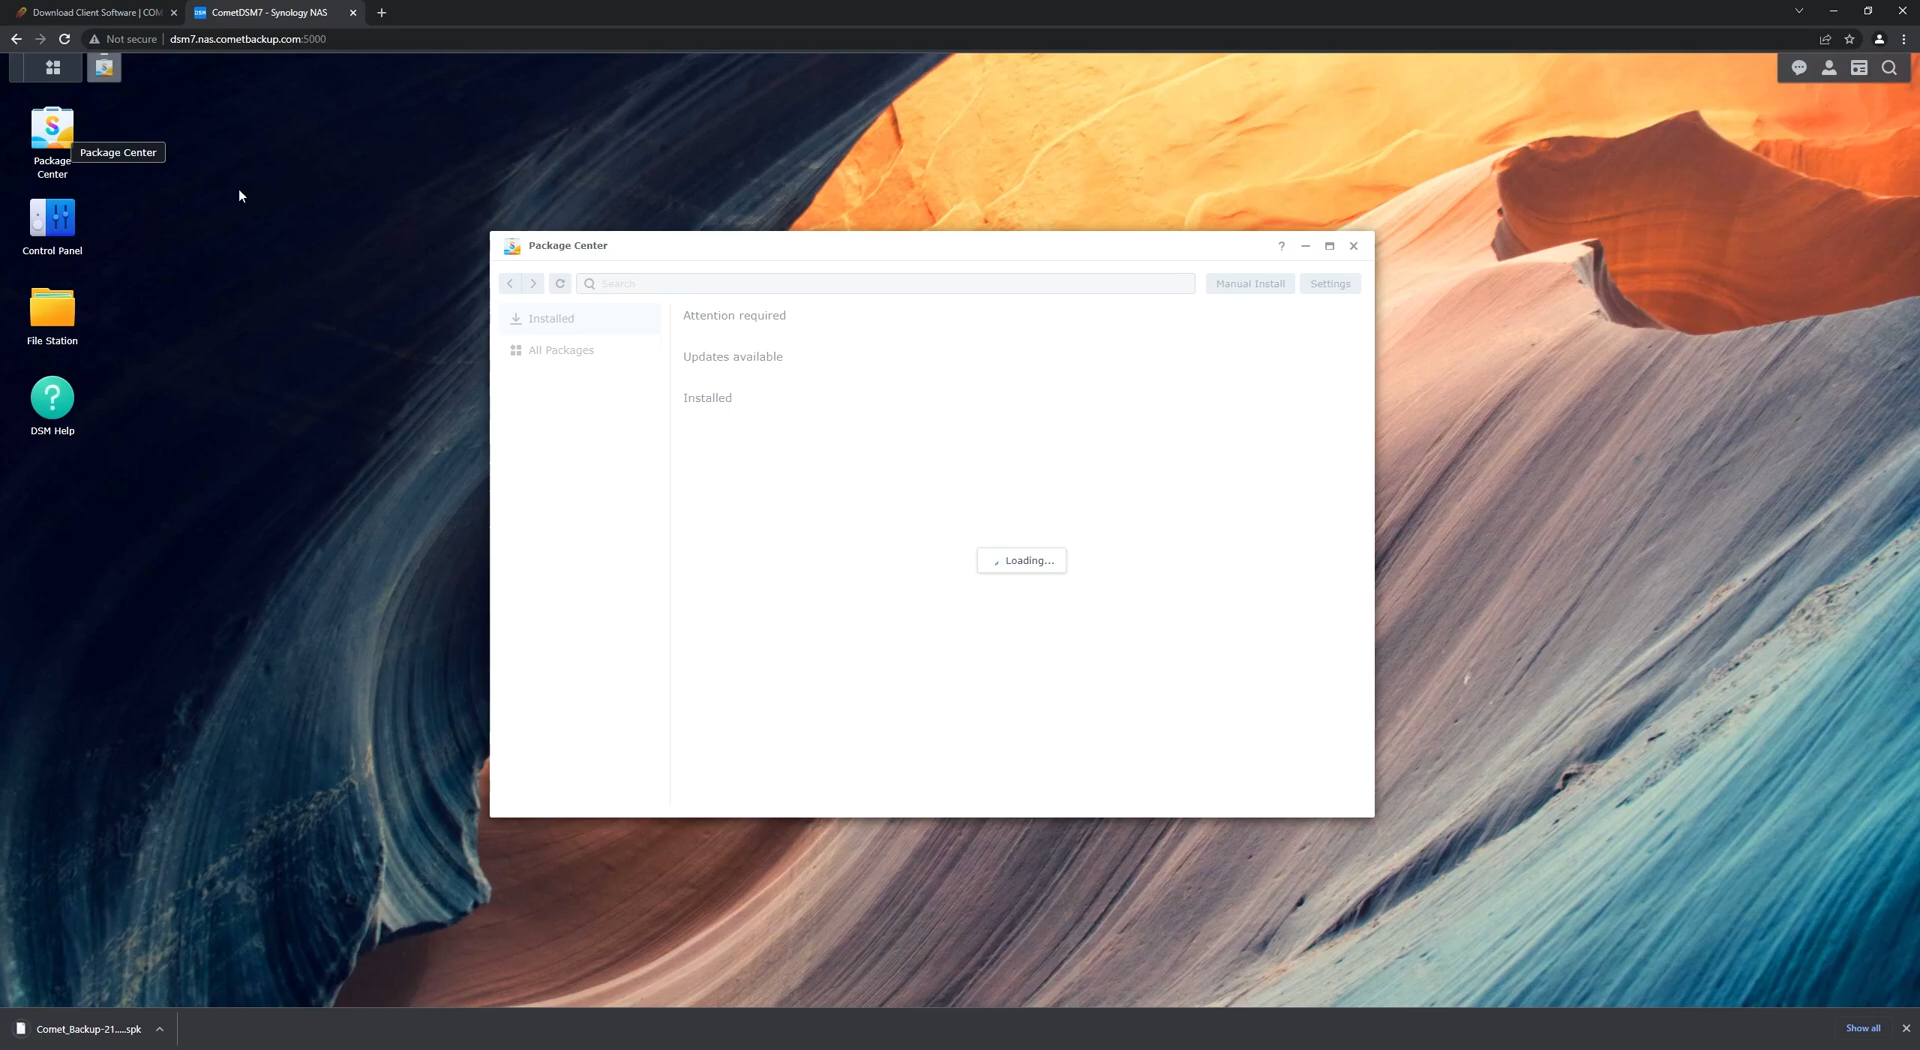 Download Client Software | COM
CometDSM7 - Synology NAS
Not secure
dsm7.nas.cometbackup.com:5000
Package
Center
Package Center
Control Panel
File Station
DSM Help
Package Center
Search
Manual Install
Settings
Installed
All Packages
Attention required
Updates available
Installed
Loading...
Comet_Backup-21.....spk
Show all